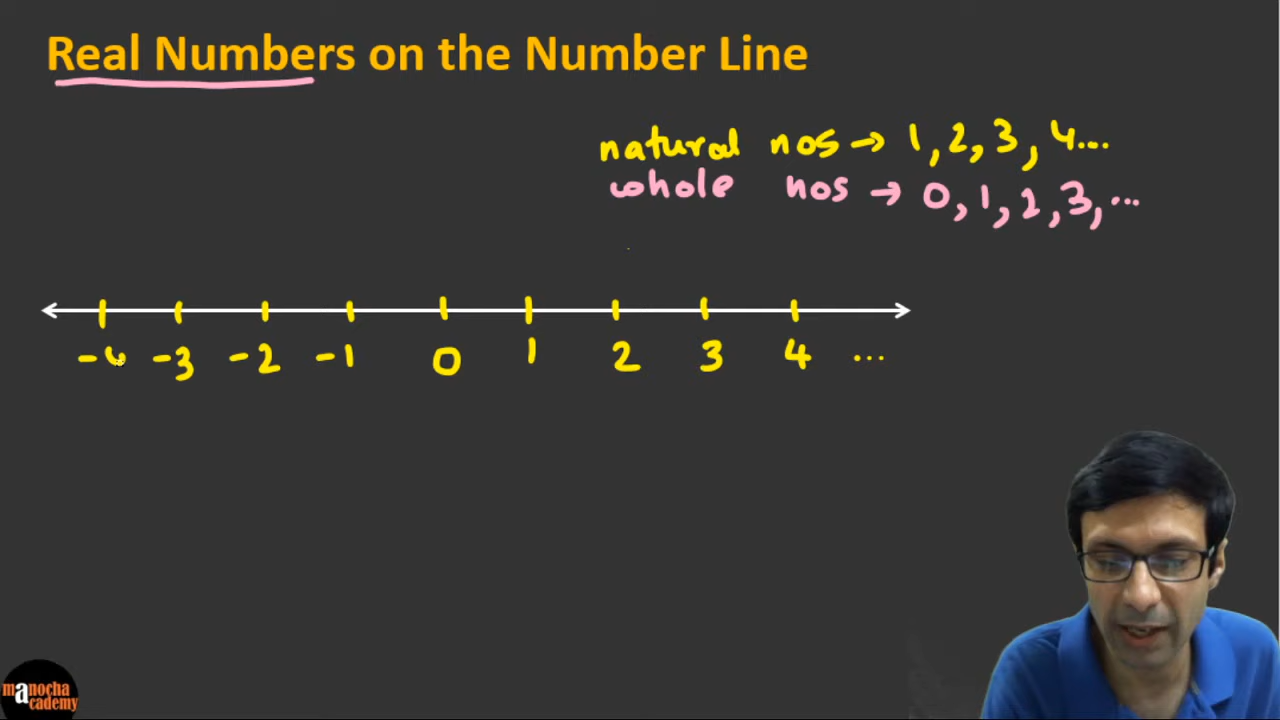 Real Numbers on the Number Line
natural nos → 1, 2, 3, 4...
whole nos → 0, 1, 2, 3, ...
-4 -3 -2 -1 0 1 2 3 4 ...
manocha
academy